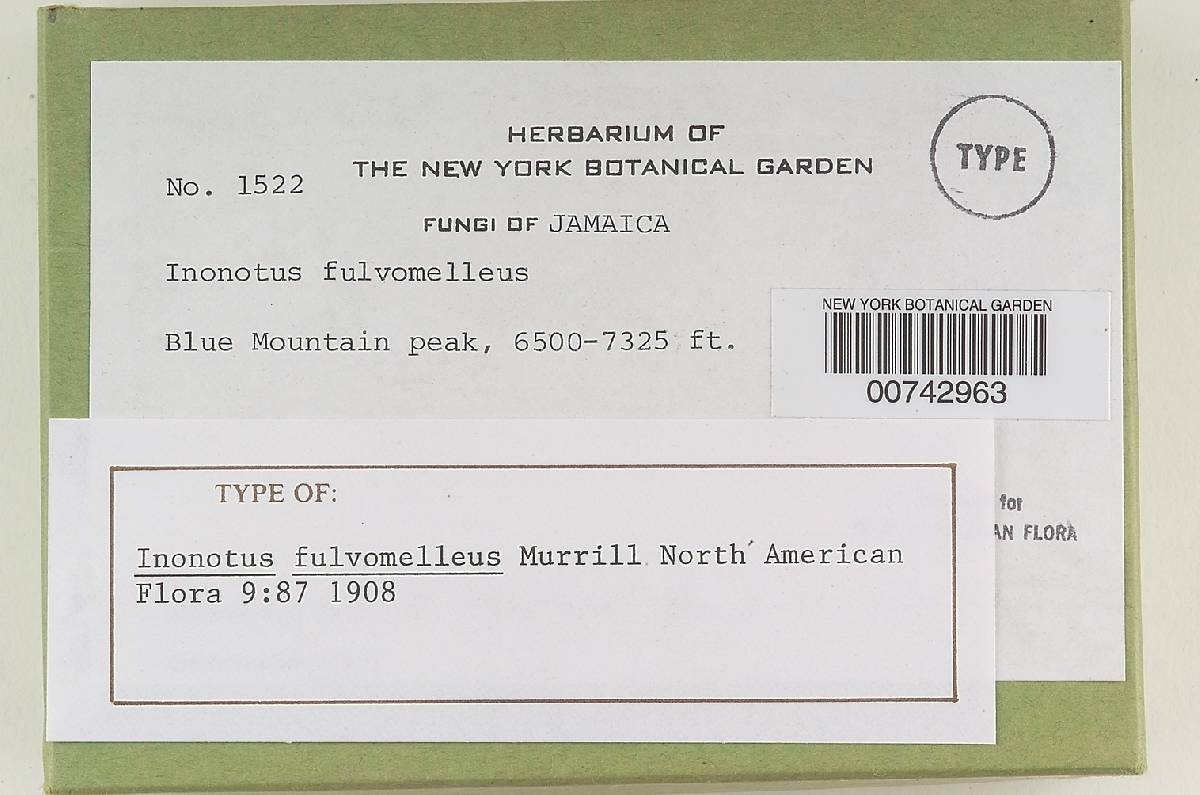 HERBARIUM OF
THE NEW YORK BOTANICAL GARDEN
TYPE
No. 1522
FUNGI OF JAMAICA
Inonotus fulvomelleus
Blue Mountain peak, 6500-7325 ft.
NEW YORK BOTANICAL GARDEN
00742963
TYPE OF:
Inonotus fulvomelleus Murrill North American
Flora 9:87 1908
for
AN FLORA